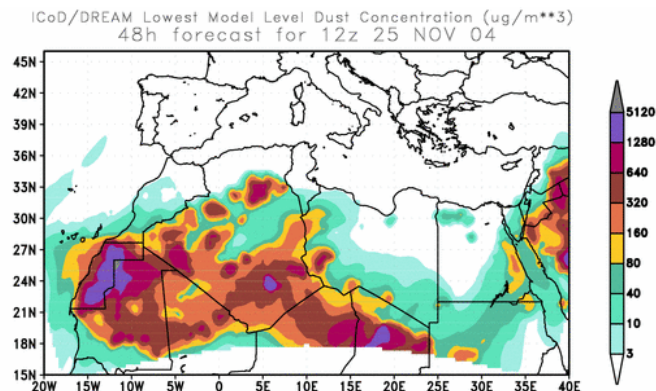 ICoD/DREAM Lowest Model Level Dust Concentration (ug/m**3)
48h forecast for 12z 25 NOV 04
45N
42N
39N
36N
33N
30N
27N
24N
21N
18N
15N
20W 15W 10W 5W 0 5E 10E 15E 20E 25E 30E 35E 40E
5120
1280
640
320
160
80
40
10
3